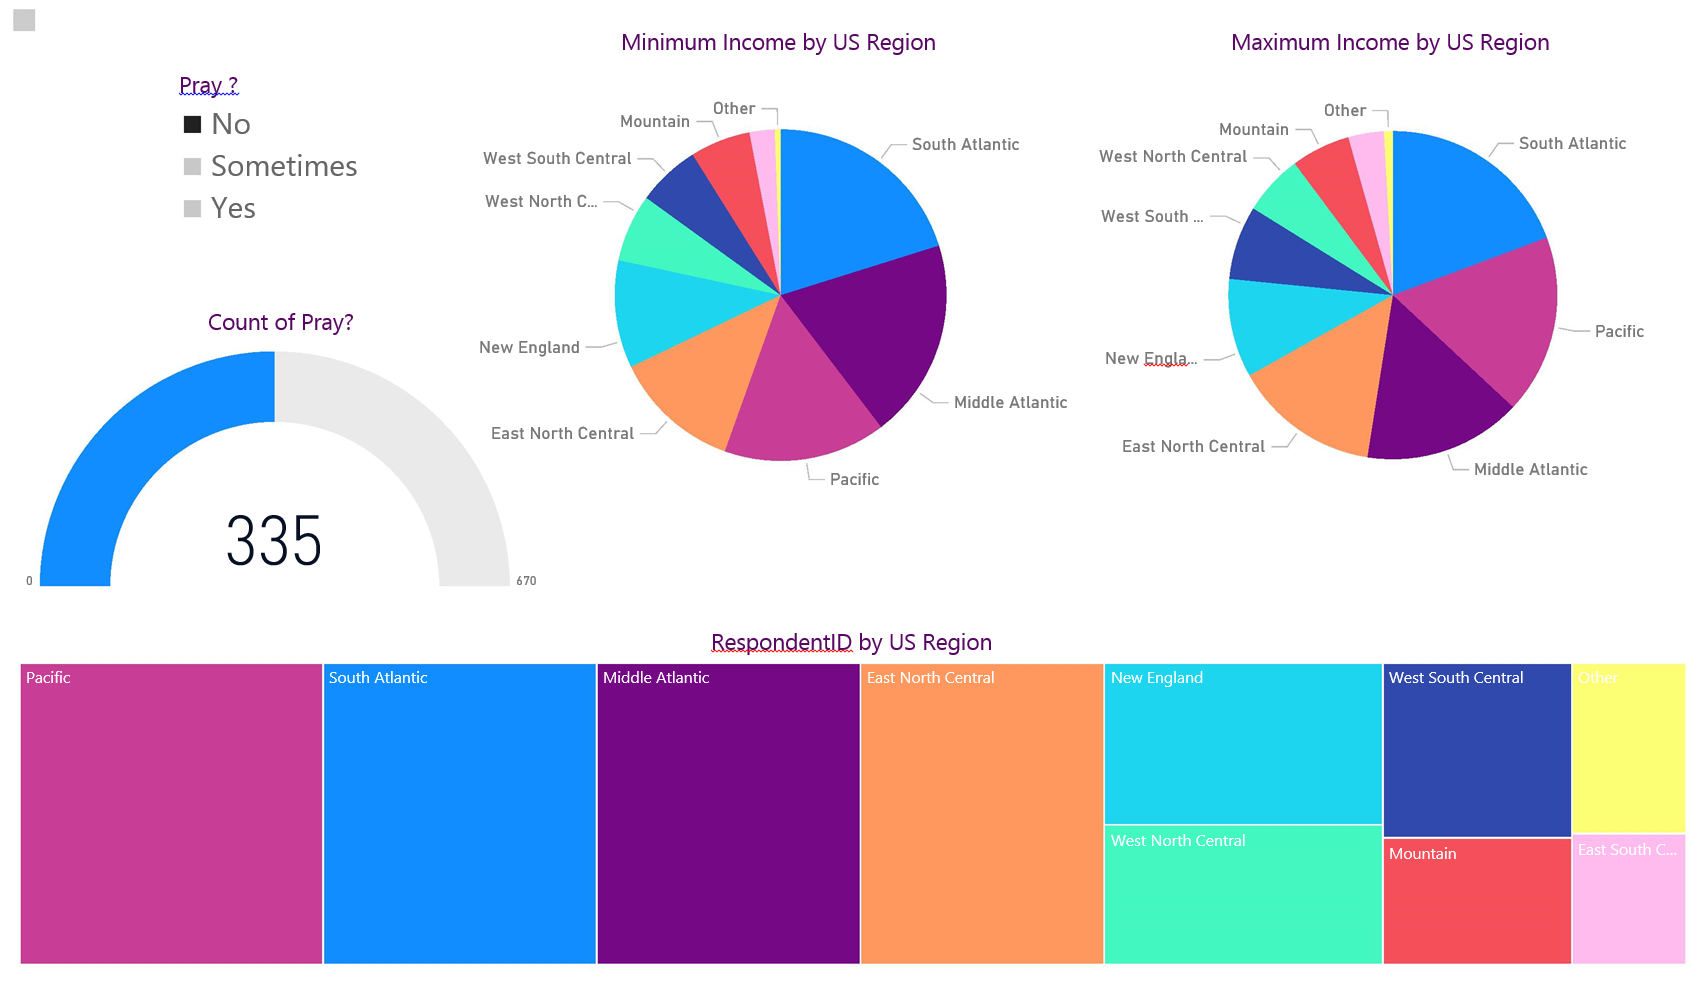 Minimum Income by US Region
Maximum Income by US Region
Pray ?
No
Sometimes
Yes
Other
Mountain
West South Central
West North C...
New England
East North Central
South Atlantic
Middle Atlantic
Pacific
Other
Mountain
West North Central
West South ...
New Engla...
East North Central
South Atlantic
Pacific
Middle Atlantic
Count of Pray?
335
0
670
RespondentID by US Region
Pacific
South Atlantic
Middle Atlantic
East North Central
New England
West South Central
Other
West North Central
Mountain
East South C...